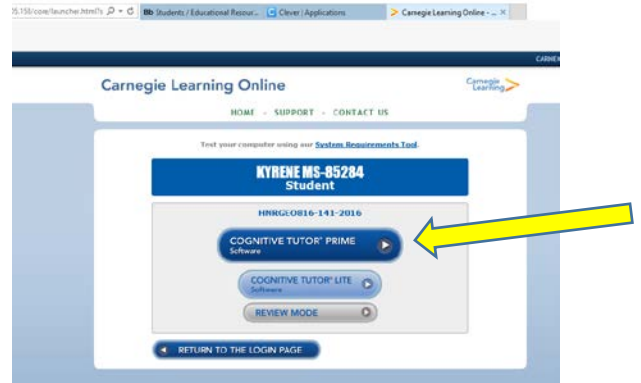 5.158/core/launcher.html?s
Bb Students / Educational Resour...
Clever | Applications
Carnegie Learning Online - ...
Carnegie Learning Online
Carnegie Learning
HOME - SUPPORT - CONTACT US
Test your computer using our System Requirements Tool.
KYRENE MS-85284
Student
HNRGEO816-141-2016
COGNITIVE TUTOR® PRIME
Software
COGNITIVE TUTOR® LITE
Software
REVIEW MODE
RETURN TO THE LOGIN PAGE